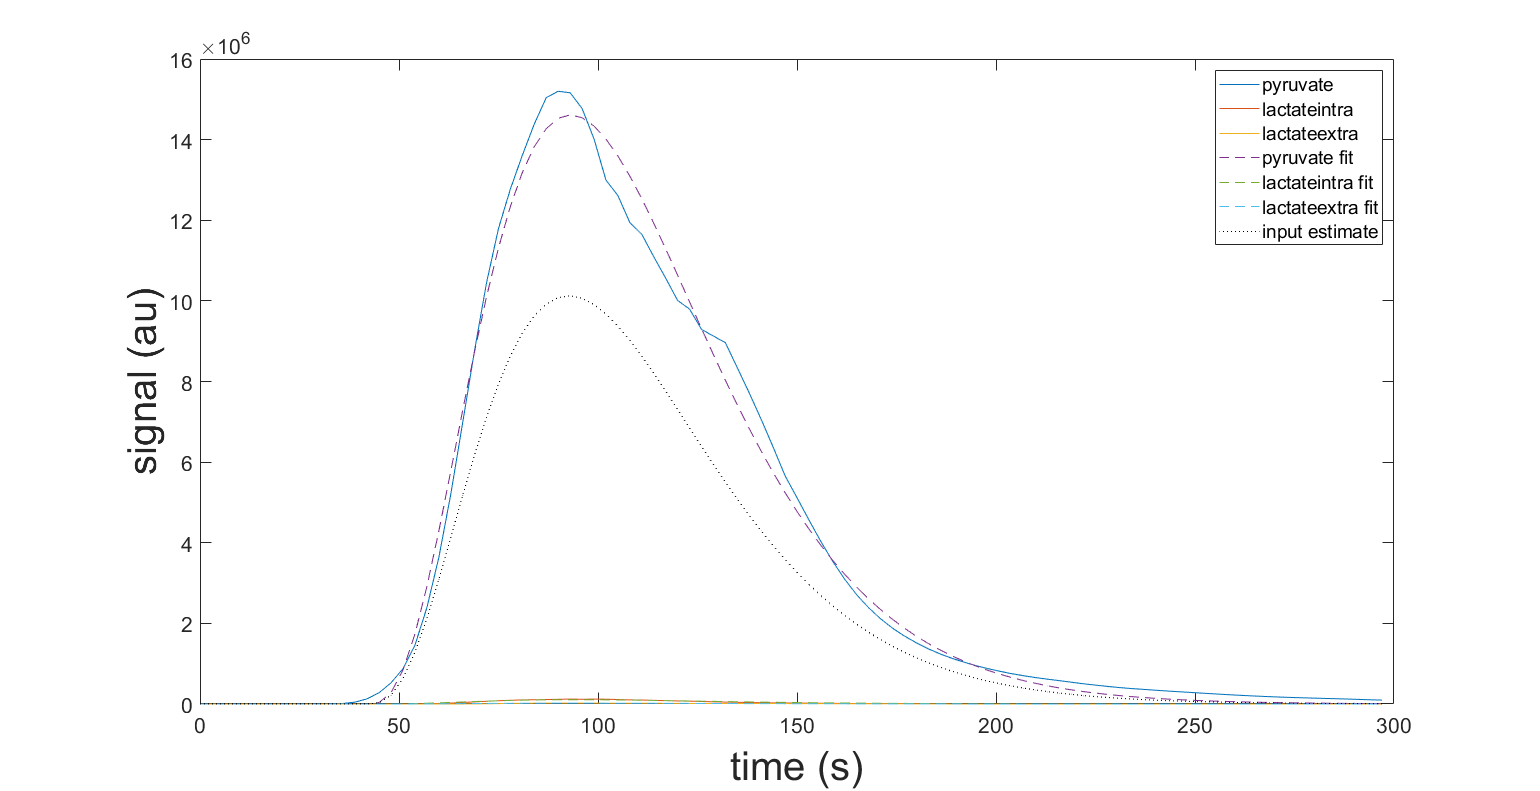 ×10^6
16
14
12
10
8
6
4
2
0
signal (au)
0 50 100 150 200 250 300
time (s)
pyruvate
lactateintra
lactateextra
pyruvate fit
lactateintra fit
lactateextra fit
input estimate